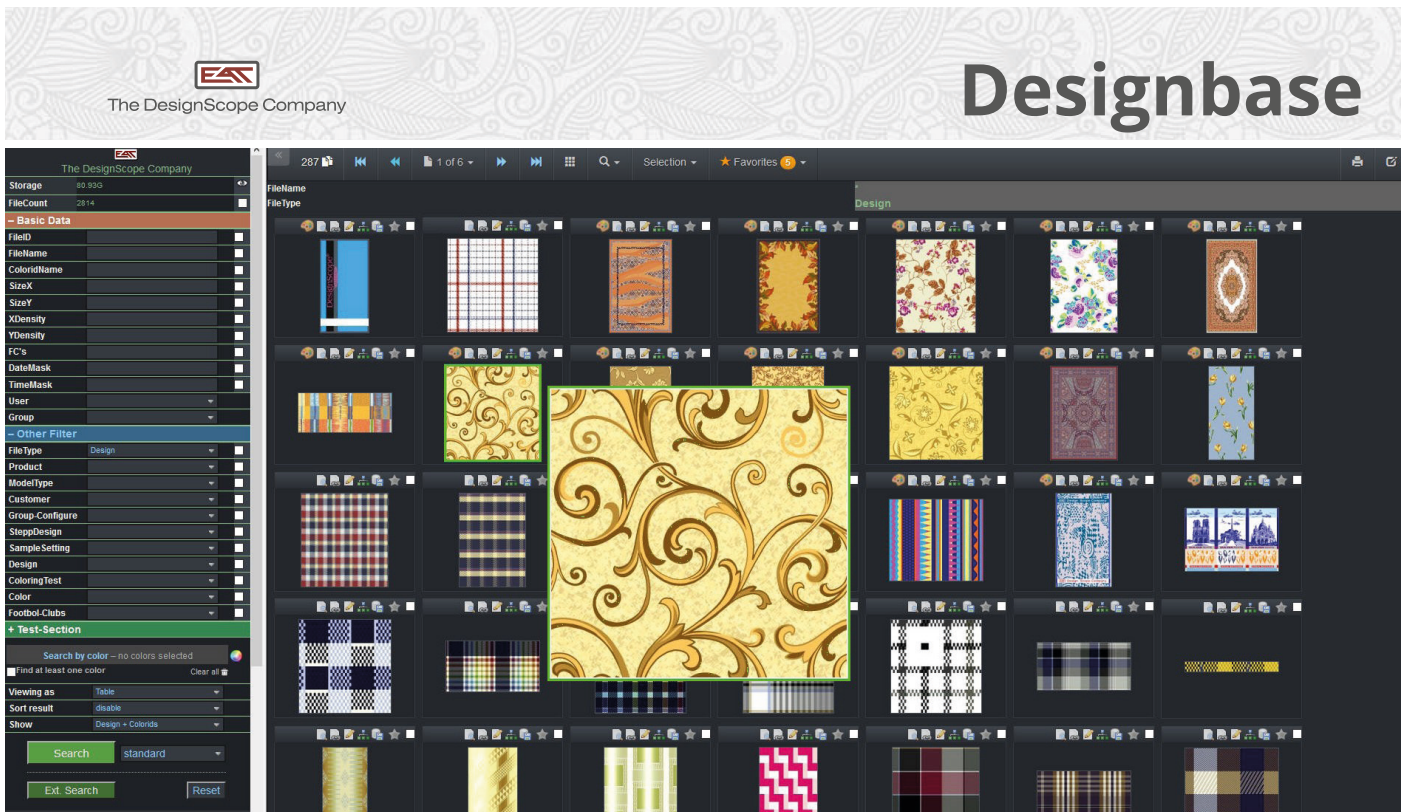 EAT
The DesignScope Company
Designbase
EAT
The DesignScope Company
Storage 80.93G
FileCount 2814
– Basic Data
FileID
FileName
ColoridName
SizeX
SizeY
XDensity
YDensity
FC's
DateMask
TimeMask
User
Group
– Other Filter
FileType Design
Product
ModelType
Customer
Group-Configure
SteppDesign
SampleSetting
Design
ColoringTest
Color
Footbol-Clubs
+ Test-Section
Search by color – no colors selected
Find at least one color Clear all
Viewing as Table
Sort result disable
Show Design + Colorids
Search standard
Ext. Search Reset
287 1 of 6 Selection Favorites 5
FileName *
FileType Design
DesignScope